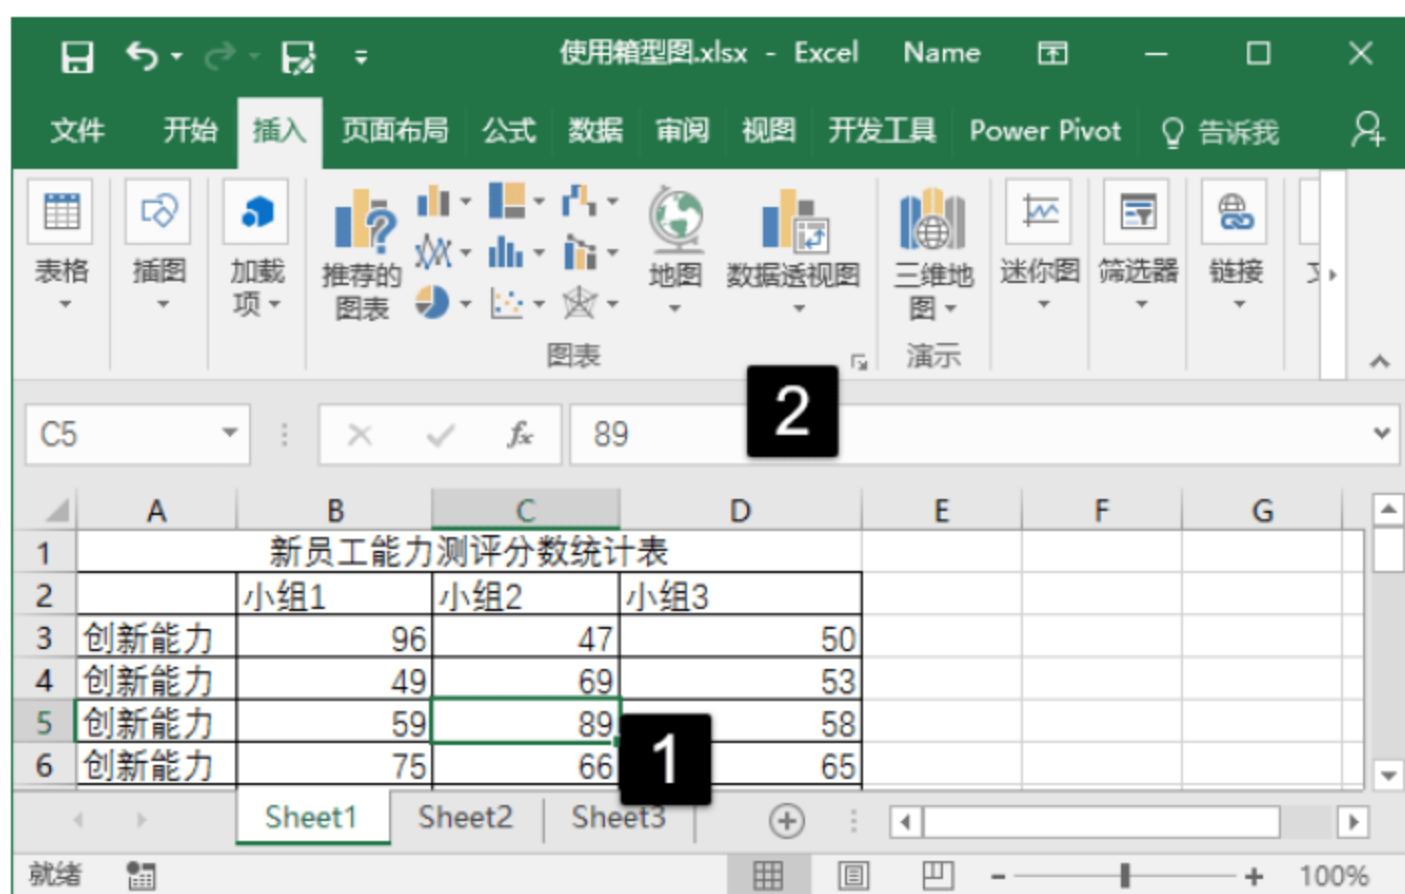 使用箱型图.xlsx - Excel Name
文件 开始 插入 页面布局 公式 数据 审阅 视图 开发工具 Power Pivot 告诉我
表格 插图 加载项 推荐的图表 地图 数据透视图 三维地图 迷你图 筛选器 链接
图表 演示
2
C5 fx 89
A B C D E F G
1 新员工能力测评分数统计表
2 小组1 小组2 小组3
3 创新能力 96 47 50
4 创新能力 49 69 53
5 创新能力 59 89 58
6 创新能力 75 66 65
1
Sheet1 Sheet2 Sheet3
就绪 100%